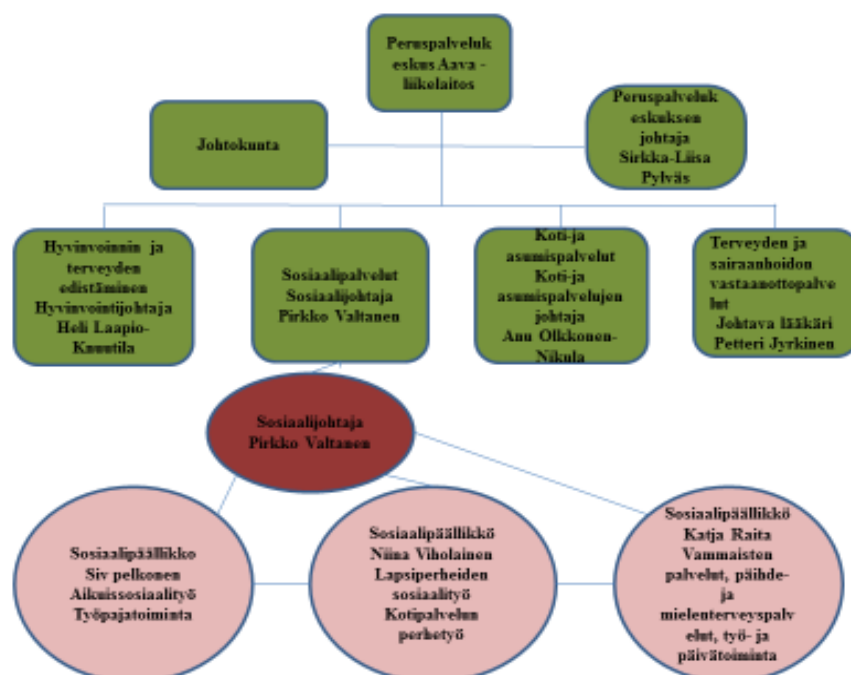 Peruspalveluk
eskus Aava -
liikelaitos
Johtokunta
Peruspalveluk
eskuksen
johtaja
Sirkka-Liisa
Pylväs
Hyvinvoinnin ja
terveyden
edistäminen
Hyvinvointijohtaja
Heli Laapio-
Knuutila
Sosiaalipalvelut
Sosiaalijohtaja
Pirkko Valtanen
Koti-ja
asumispalvelut
Koti-ja
asumispalvelujen
johtaja
Anu Olkkonen-
Nikula
Terveyden ja
sairaanhoidon
vastaanottopalve
lut
Johtava lääkäri
Petteri Jyrkinen
Sosiaalijohtaja
Pirkko Valtanen
Sosiaalipäällikko
Siv pelkonen
Aikuissosiaalityö
Työpajatoiminta
Sosiaalipäällikkö
Niina Viholainen
Lapsiperheiden
sosiaalityö
Kotipalvelun
perhetyö
Sosiaalipäällikkö
Katja Raita
Vammaisten
palvelut, päihde-
ja
mielenterveyspalv
elut, työ- ja
päivätoiminta